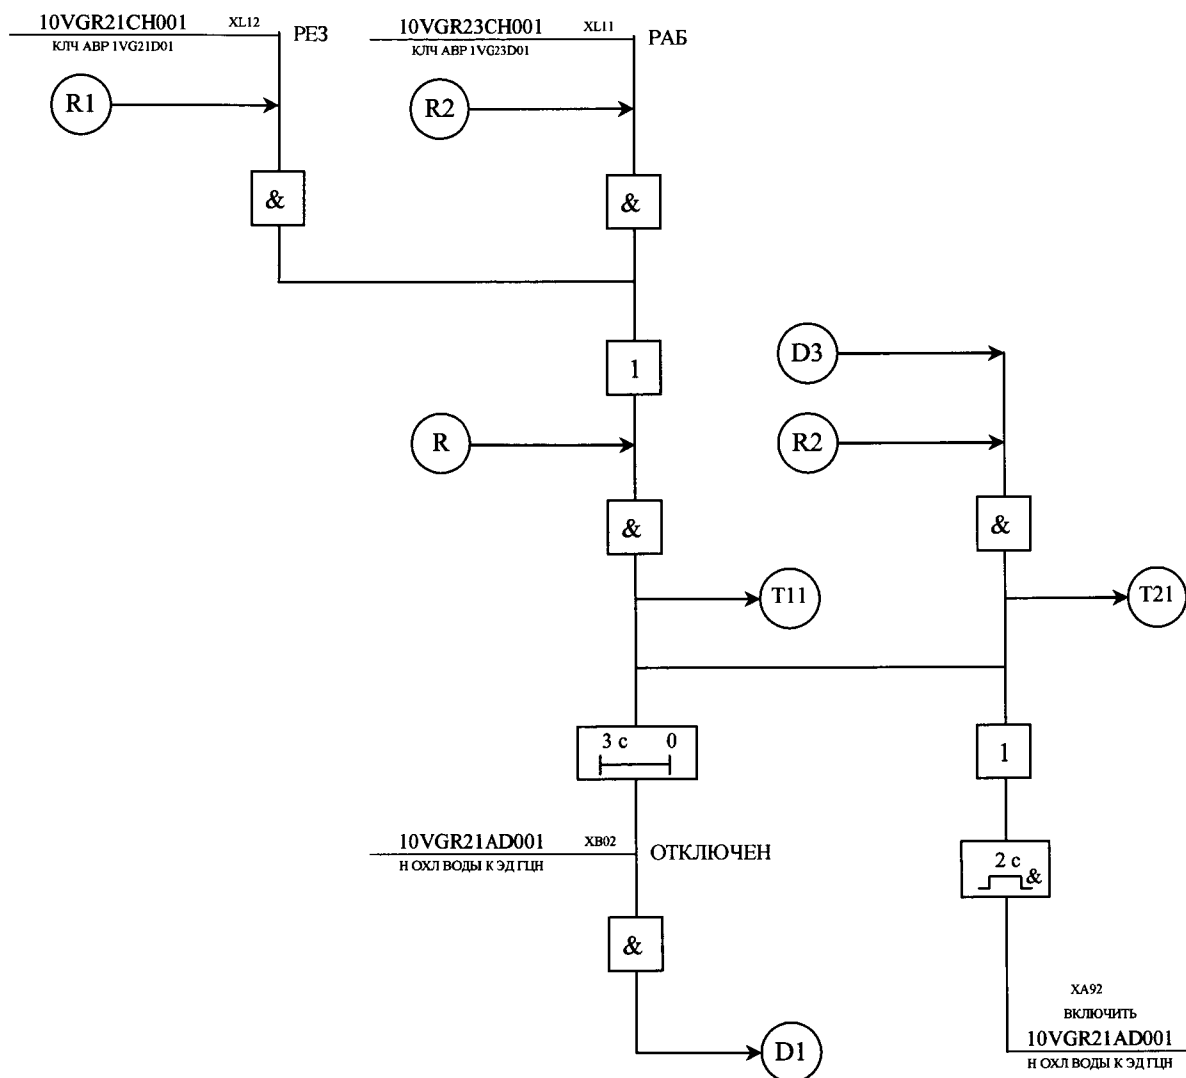 10VGR21CH001 XL12 РЕЗ
КЛЧ АВР 1VG21D01
10VGR23CH001 XL11 РАБ
КЛЧ АВР 1VG23D01
R1
R2
&
&
1
D3
R
R2
&
&
T11
T21
3 с 0
1
10VGR21AD001 XB02 ОТКЛЮЧЕН
Н ОХЛ ВОДЫ К ЭД ГЦН
2 с
&
&
D1
XA92
ВКЛЮЧИТЬ
10VGR21AD001
Н ОХЛ ВОДЫ К ЭД ГЦН